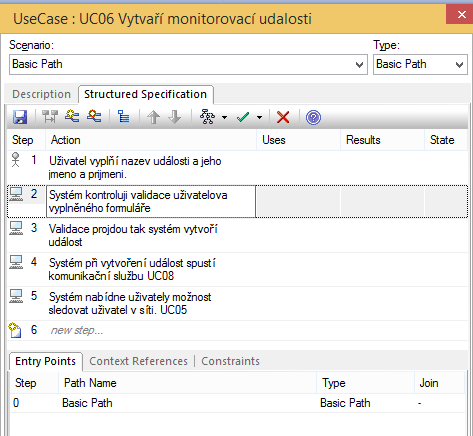 UseCase : UC06 Vytvaří monitorovací udalosti
Scenario:
Type:
Basic Path
Basic Path
Description
Structured Specification
Step Action Uses Results State
1 Uživatel vyplňí nazev události a jeho
jmeno a prijmeni.
2 Systém kontroluji validace uživatelova
vyplněného formuláře
3 Validace projdou tak systém vytvoří
událost
4 Systém při vytvoření událost spustí
komunikační službu UC08
5 Systém nabídne uživately možnost
sledovat uživatel v síti. UC05
6 new step...
Entry Points Context References Constraints
Step Path Name Type Join
0 Basic Path Basic Path -